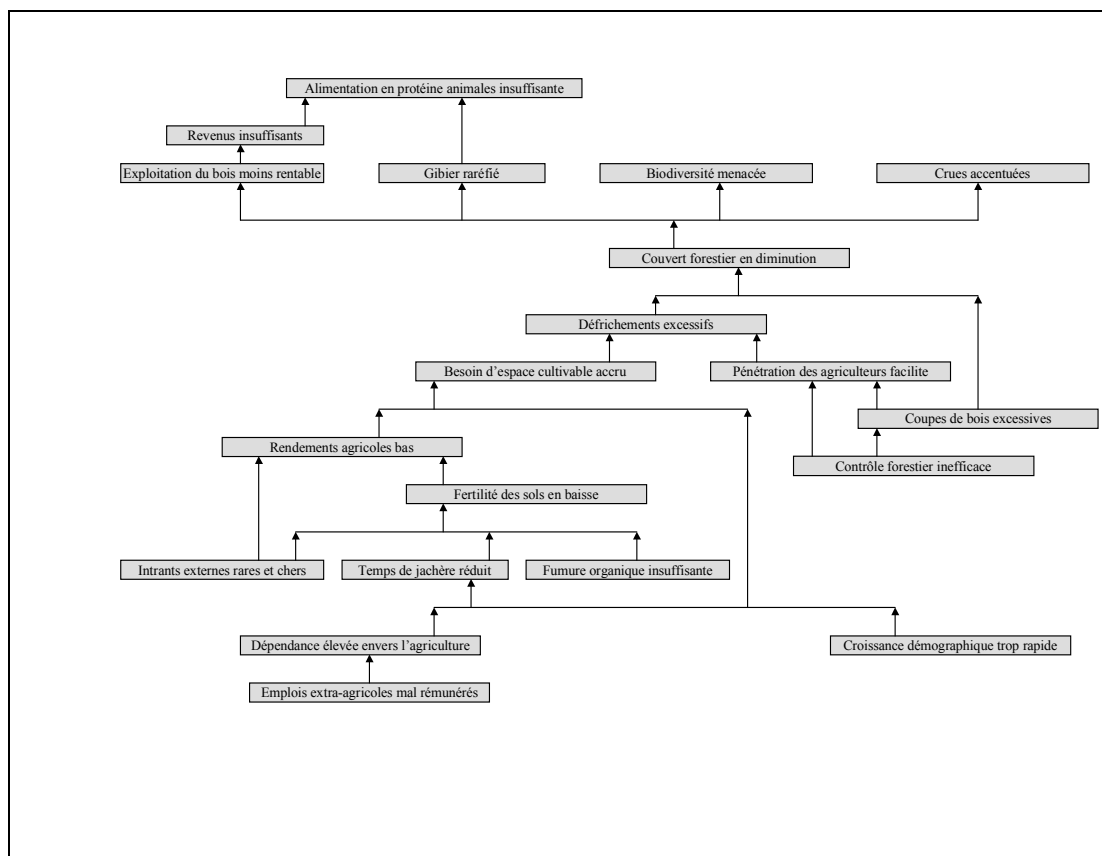 Alimentation en protéine animales insuffisante
Revenus insuffisants
Exploitation du bois moins rentable
Gibier raréfié
Biodiversité menacée
Crues accentuées
Couvert forestier en diminution
Défrichements excessifs
Besoin d’espace cultivable accru
Pénétration des agriculteurs facilite
Coupes de bois excessives
Rendements agricoles bas
Contrôle forestier inefficace
Fertilité des sols en baisse
Intrants externes rares et chers
Temps de jachère réduit
Fumure organique insuffisante
Dépendance élevée envers l’agriculture
Croissance démographique trop rapide
Emplois extra-agricoles mal rémunérés